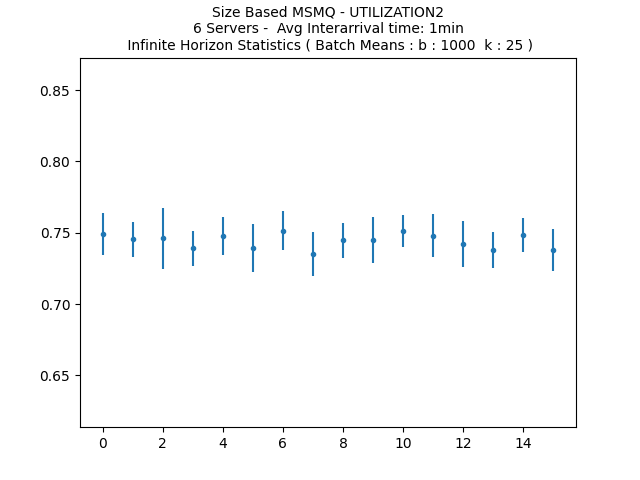 Size Based MSMQ - UTILIZATION2
6 Servers -  Avg Interarrival time: 1min
Infinite Horizon Statistics ( Batch Means : b : 1000  k : 25 )
0.85
0.80
0.75
0.70
0.65
0 2 4 6 8 10 12 14